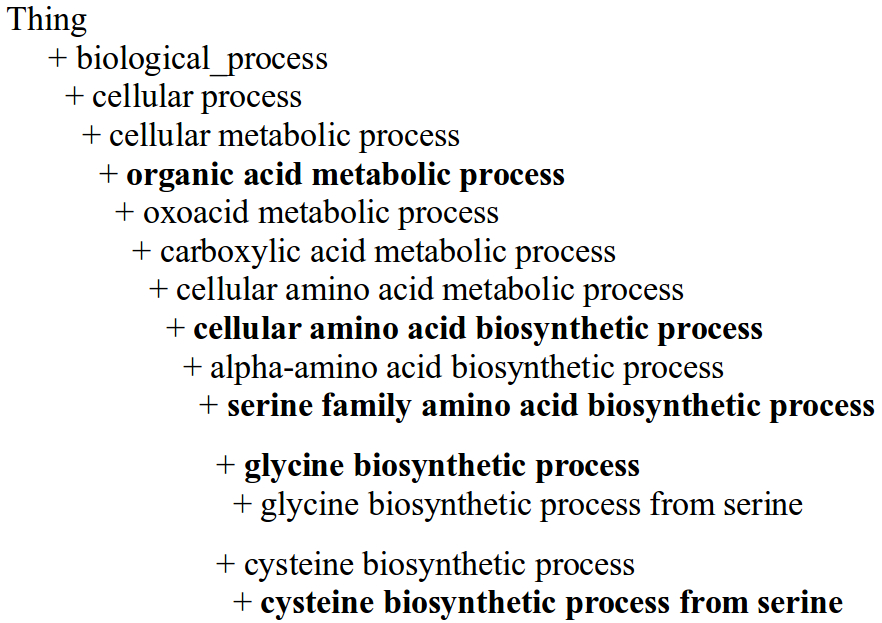 Thing
+ biological_process
+ cellular process
+ cellular metabolic process
+ organic acid metabolic process
+ oxoacid metabolic process
+ carboxylic acid metabolic process
+ cellular amino acid metabolic process
+ cellular amino acid biosynthetic process
+ alpha-amino acid biosynthetic process
+ serine family amino acid biosynthetic process
+ glycine biosynthetic process
+ glycine biosynthetic process from serine
+ cysteine biosynthetic process
+ cysteine biosynthetic process from serine